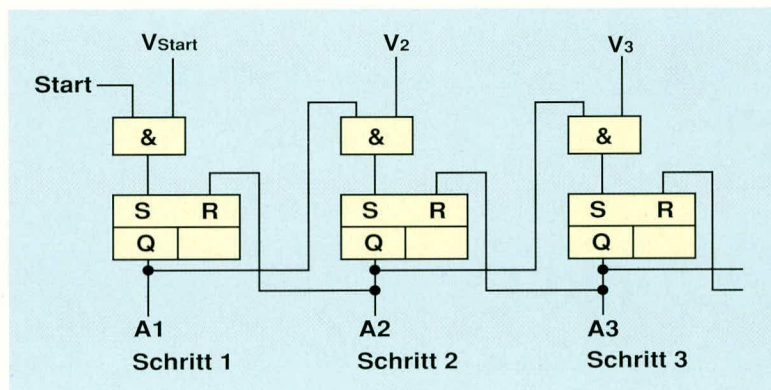 VStart V2 V3
Start
& & &
S R S R S R
Q Q Q
A1 A2 A3
Schritt 1 Schritt 2 Schritt 3